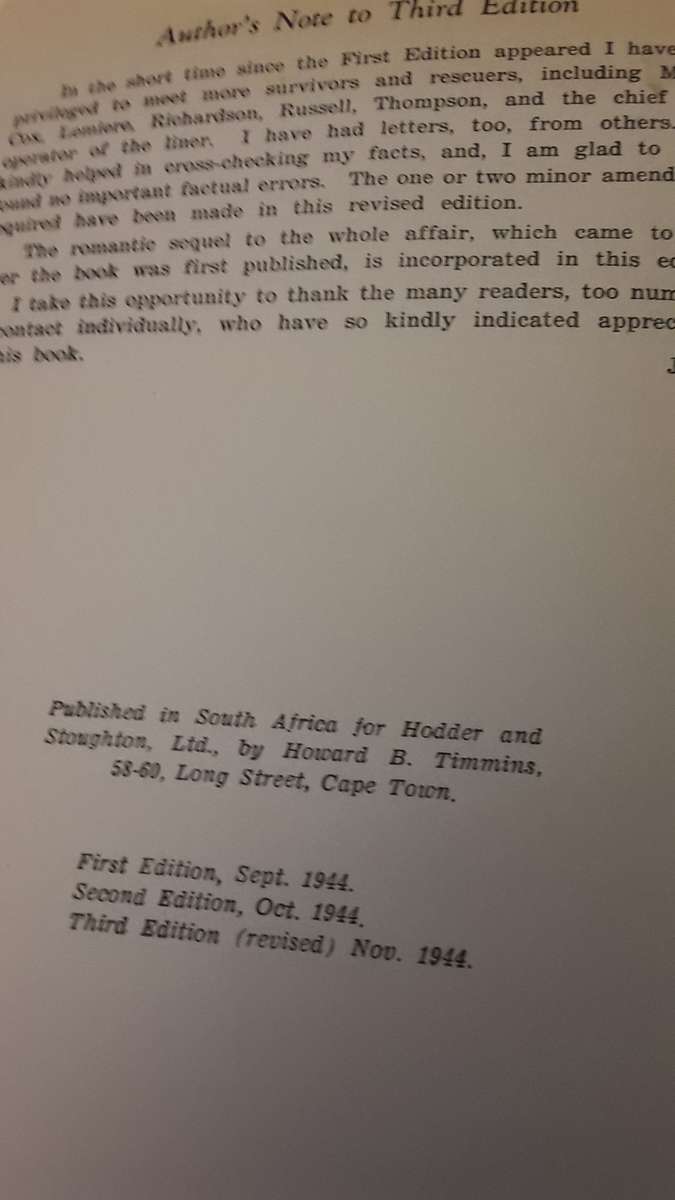 Author's Note to Third Edition
In the short time since the First Edition appeared I have
privileged to meet more survivors and rescuers, including M
Cox, Lemiere, Richardson, Russell, Thompson, and the chief
operator of the liner. I have had letters, too, from others.
kindly helped in cross-checking my facts, and, I am glad to
ound no important factual errors. The one or two minor amend
quired have been made in this revised edition.
The romantic sequel to the whole affair, which came to
er the book was first published, is incorporated in this ed
I take this opportunity to thank the many readers, too num
ontact individually, who have so kindly indicated apprec
his book.
J
Published in South Africa for Hodder and
Stoughton, Ltd., by Howard B. Timmins,
58-60, Long Street, Cape Town.
First Edition, Sept. 1944.
Second Edition, Oct. 1944.
Third Edition (revised) Nov. 1944.